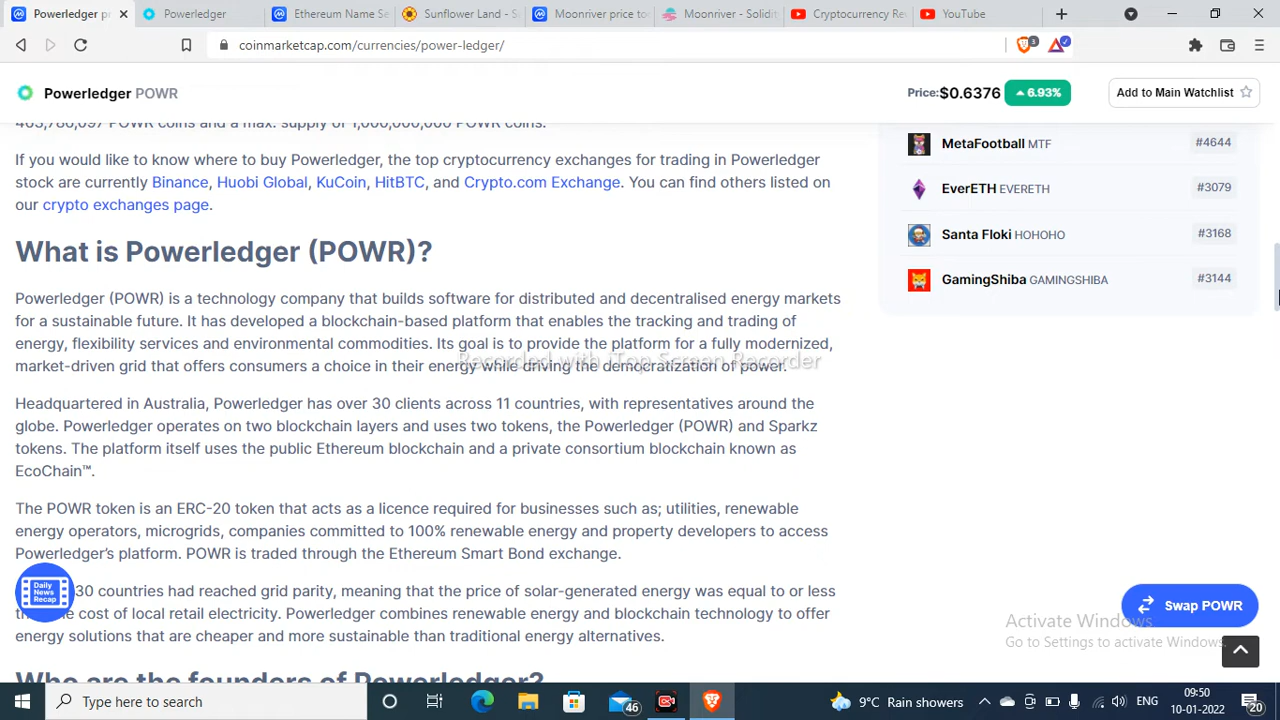 Powerledger pr
Powerledger
Ethereum Name Se
Sunflower Land - S
Moonriver price to
Moonriver - Solidit
Cryptocurrency Re
YouTube
coinmarketcap.com/currencies/power-ledger/
3
Powerledger POWR
Price:$0.6376 6.93%
Add to Main Watchlist
463,786,097 POWR coins and a max. supply of 1,000,000,000 POWR coins.
If you would like to know where to buy Powerledger, the top cryptocurrency exchanges for trading in Powerledger
stock are currently Binance, Huobi Global, KuCoin, HitBTC, and Crypto.com Exchange. You can find others listed on
our crypto exchanges page.
What is Powerledger (POWR)?
Powerledger (POWR) is a technology company that builds software for distributed and decentralised energy markets
for a sustainable future. It has developed a blockchain-based platform that enables the tracking and trading of
energy, flexibility services and environmental commodities. Its goal is to provide the platform for a fully modernized,
market-driven grid that offers consumers a choice in their energy while driving the democratization of power.
Recorded with iTop Screen Recorder
Headquartered in Australia, Powerledger has over 30 clients across 11 countries, with representatives around the
globe. Powerledger operates on two blockchain layers and uses two tokens, the Powerledger (POWR) and Sparkz
tokens. The platform itself uses the public Ethereum blockchain and a private consortium blockchain known as
EcoChain™.
The POWR token is an ERC-20 token that acts as a licence required for businesses such as; utilities, renewable
energy operators, microgrids, companies committed to 100% renewable energy and property developers to access
Powerledger’s platform. POWR is traded through the Ethereum Smart Bond exchange.
30 countries had reached grid parity, meaning that the price of solar-generated energy was equal to or less
cost of local retail electricity. Powerledger combines renewable energy and blockchain technology to offer
energy solutions that are cheaper and more sustainable than traditional energy alternatives.
Who are the founders of Powerledger?
Daily
News
Recap
MetaFootball MTF #4644
EverETH EVERETH #3079
Santa Floki HOHOHO #3168
GamingShiba GAMINGSHIBA #3144
Swap POWR
Activate Windows
Go to Settings to activate Windows.
Type here to search
46
9°C Rain showers
ENG
09:50
10-01-2022
20